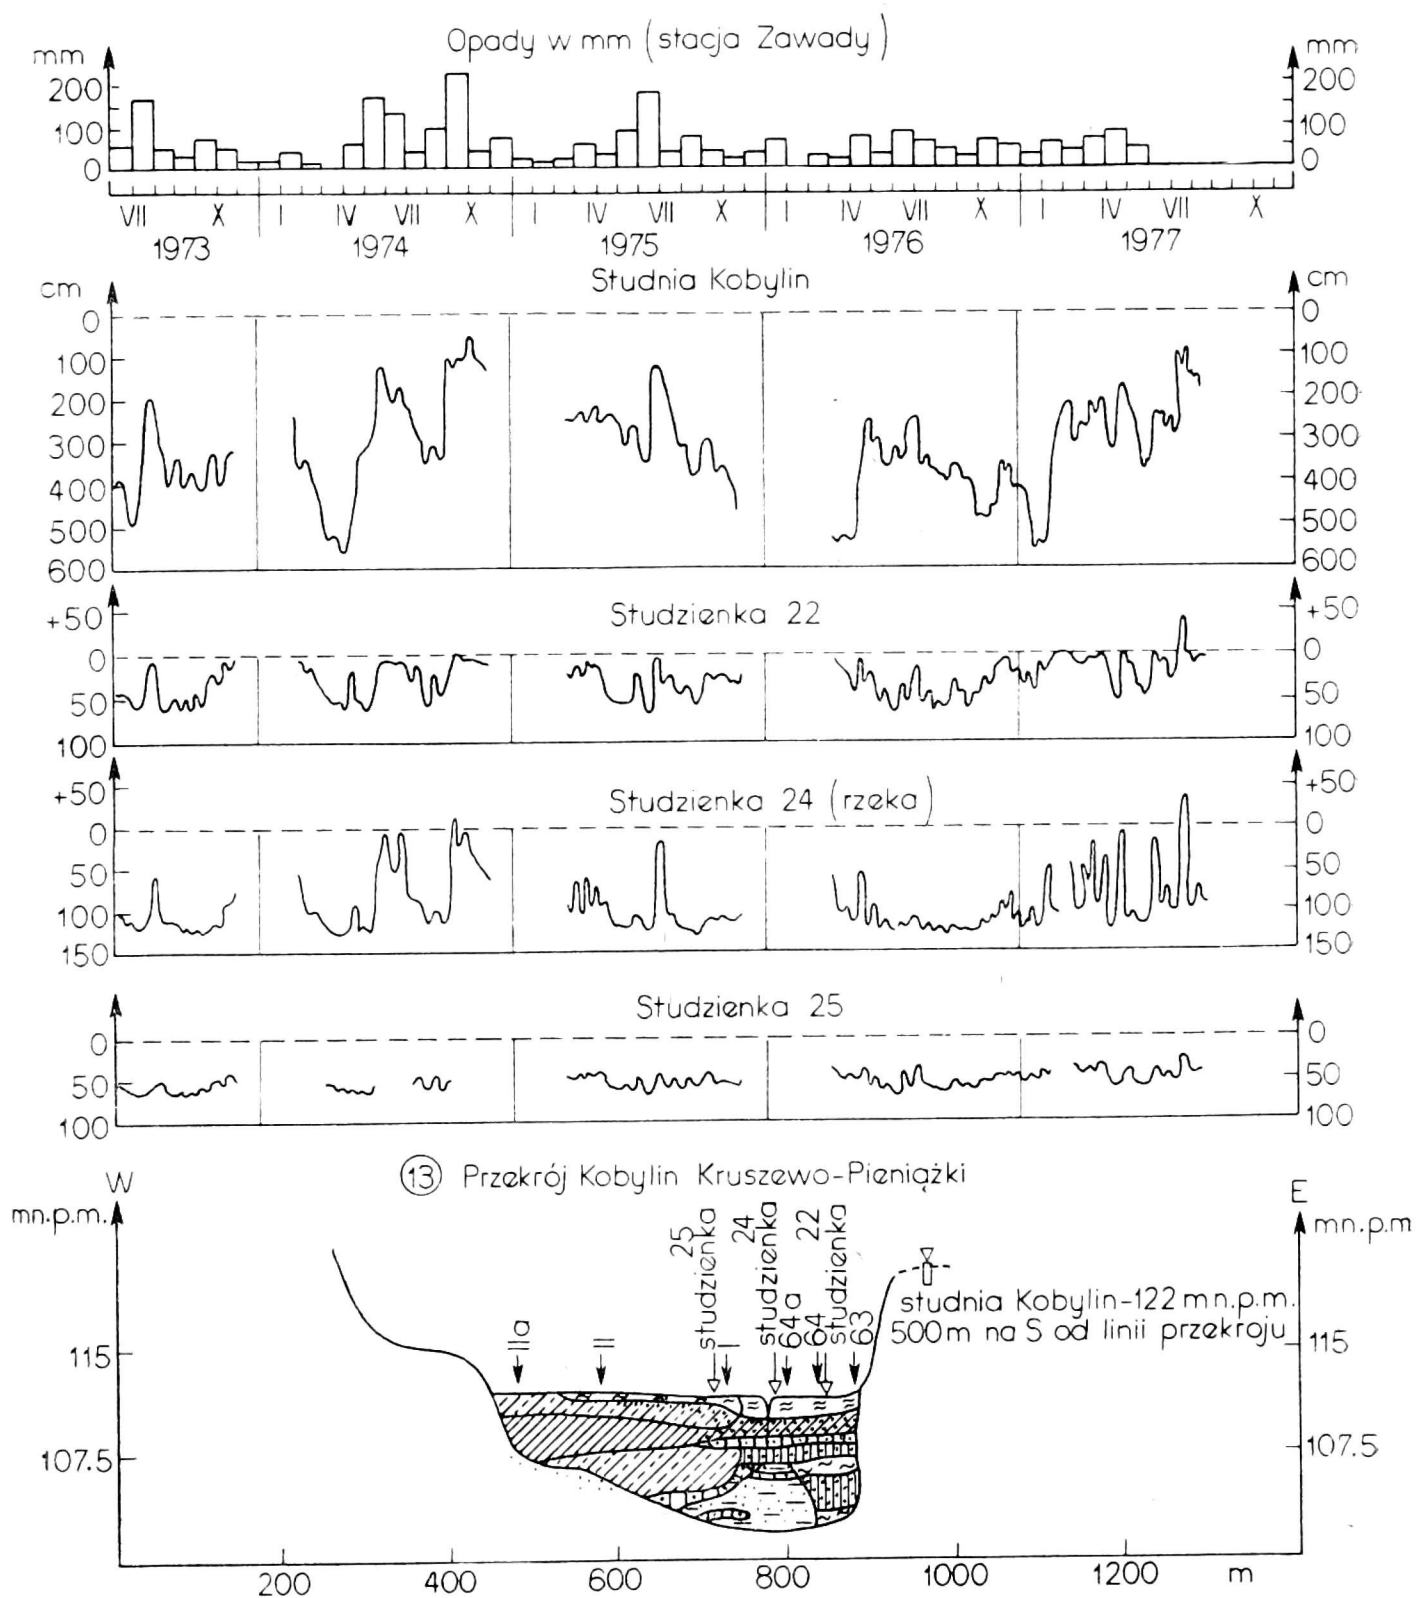 Opady w mm (stacja Zawady)
mm mm
200 200
100 100
0 0
VII X I IV VII X I IV VII X I IV VII X I IV VII X
1973 1974 1975 1976 1977
Studnia Kobylin
cm cm
0 0
100 100
200 200
300 300
400 400
500 500
600 600
Studzienka 22
+50 +50
0 0
50 50
100 100
Studzienka 24 (rzeka)
+50 +50
0 0
50 50
100 100
150 150
Studzienka 25
0 0
50 50
100 100
13 Przekrój Kobylin Kruszewo-Pieniążki
W E
mn.p.m. mn.p.m
IIa
II
25
studzienka
I
24
studzienka
64a
22
64
studzienka
63
studnia Kobylin-122 mn.p.m.
500m na S od linii przekroju
115 115
107.5 107.5
200 400 600 800 1000 1200 m